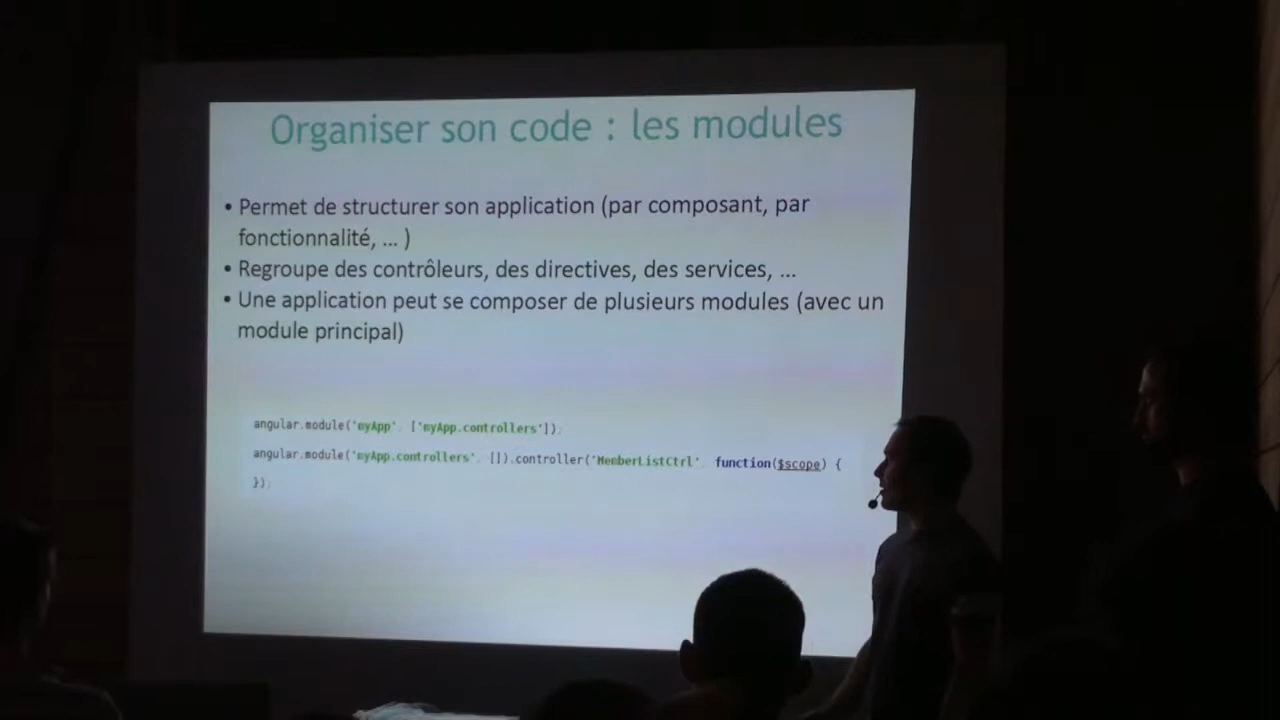 Organiser son code : les modules
• Permet de structurer son application (par composant, par
fonctionnalité, ... )
• Regroupe des contrôleurs, des directives, des services, ...
• Une application peut se composer de plusieurs modules (avec un
module principal)
angular.module('myApp', ['myApp.controllers']);
angular.module('myApp.controllers', []).controller('MemberListCtrl', function($scope) {
});